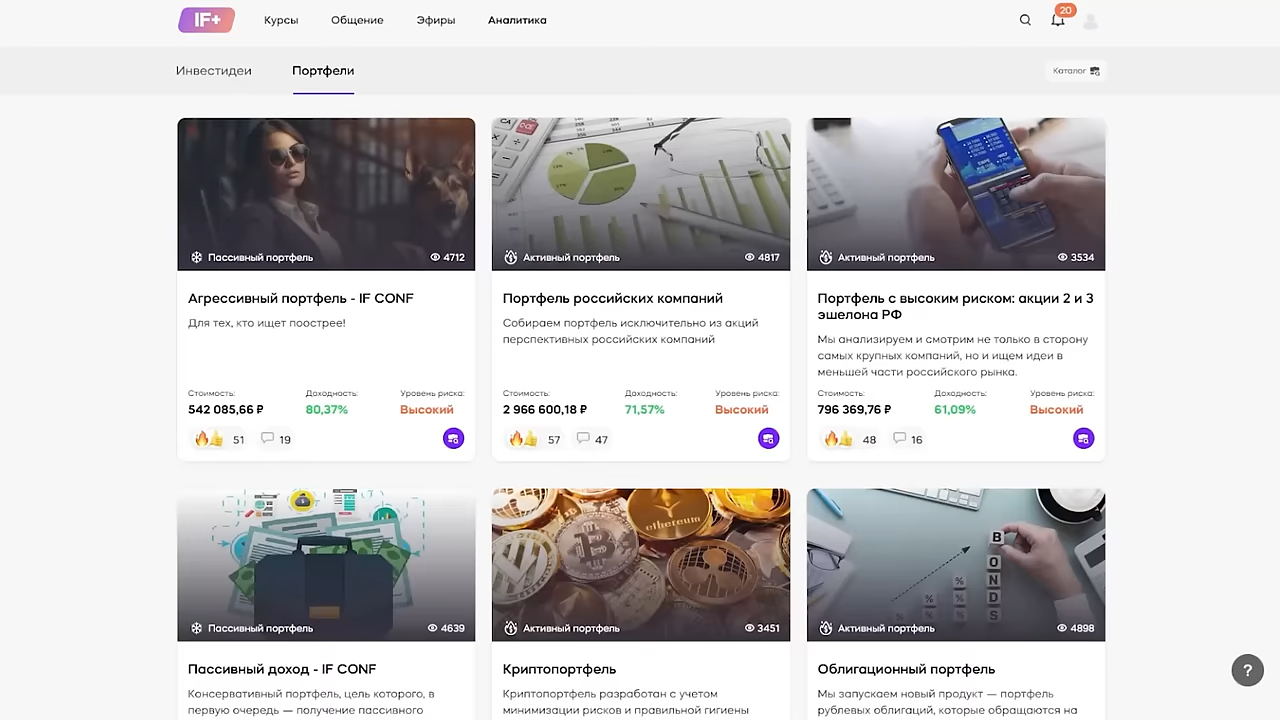 IF+
Курсы
Общение
Эфиры
Аналитика
20
Инвестидеи
Портфели
Каталог
Пассивный портфель
4712
Агрессивный портфель - IF CONF
Для тех, кто ищет поострее!
Стоимость:
Доходность:
Уровень риска:
542 085,66 ₽
80,37%
Высокий
51
19
Активный портфель
4817
Портфель российских компаний
Собираем портфель исключительно из акций
перспективных российских компаний
Стоимость:
Доходность:
Уровень риска:
2 966 600,18 ₽
71,57%
Высокий
57
47
Активный портфель
3534
Портфель с высоким риском: акции 2 и 3
эшелона РФ
Мы анализируем и смотрим не только в сторону
самых крупных компаний, но и ищем идеи в
меньшей части российского рынка.
Стоимость:
Доходность:
Уровень риска:
796 369,76 ₽
61,09%
Высокий
48
16
Пассивный портфель
4639
Пассивный доход - IF CONF
Консервативный портфель, цель которого, в
первую очередь — получение пассивного
ethereum
Активный портфель
3451
Криптопортфель
Криптопортфель разработан с учетом
минимизации рисков и правильной гигиены
B
O
N
D
S
Активный портфель
4898
Облигационный портфель
Мы запускаем новый продукт — портфель
рублевых облигаций, которые обращаются на
?